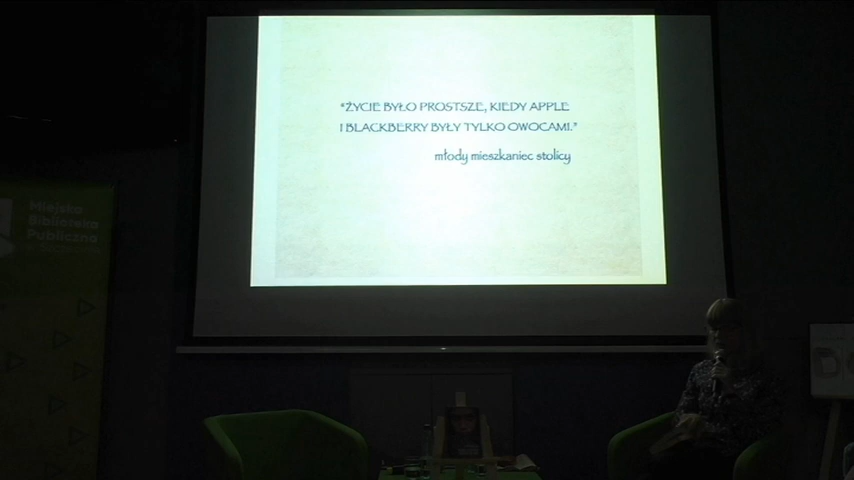 “ŻYCIE BYŁO PROSTSZE, KIEDY APPLE
I BLACKBERRY BYŁY TYLKO OWOCAMI.”
młody mieszkaniec stolicy
Miejska
Biblioteka
Publiczna